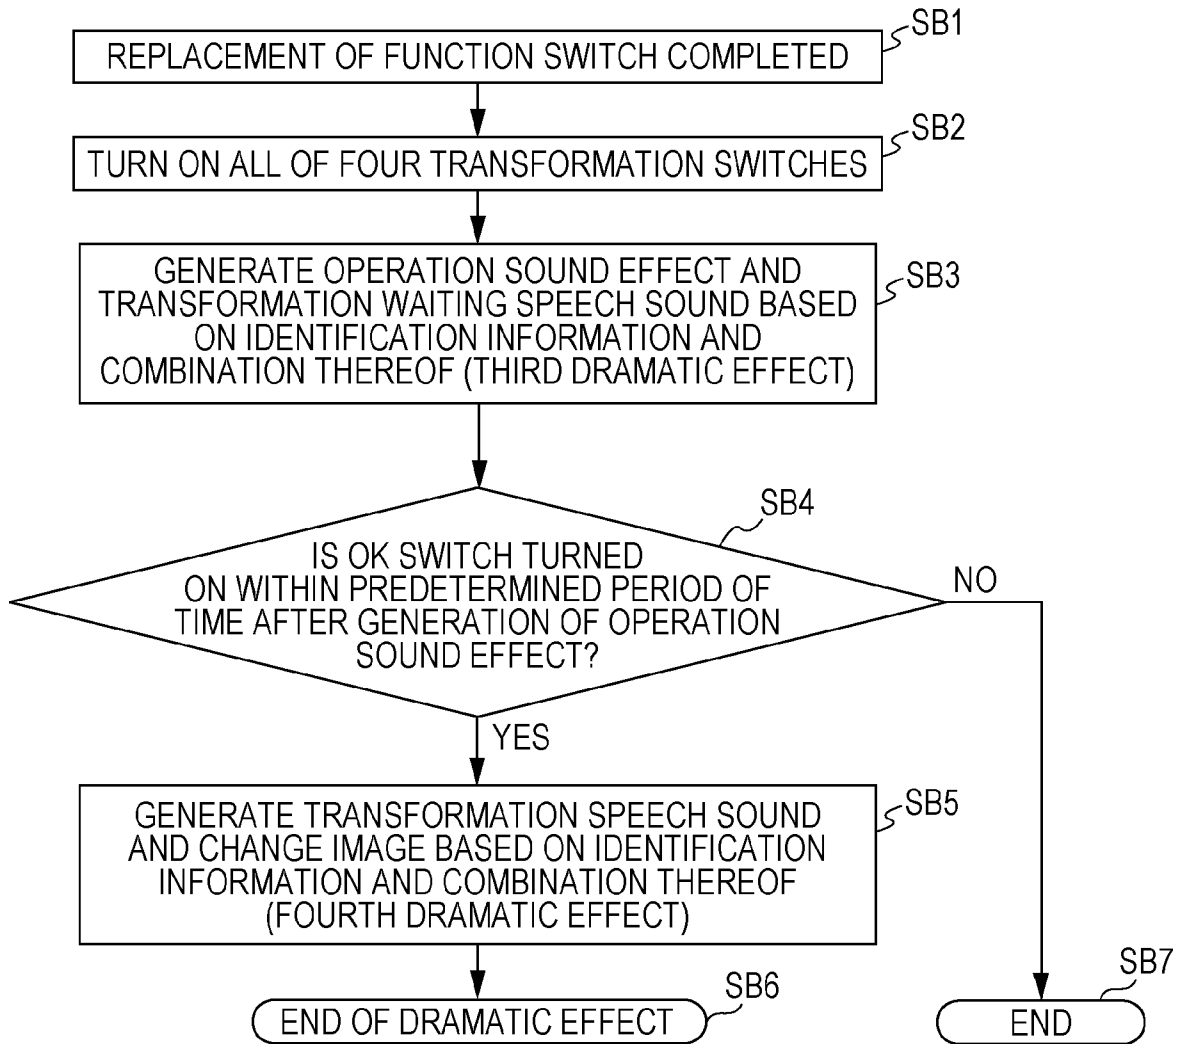 SB1
REPLACEMENT OF FUNCTION SWITCH COMPLETED
SB2
TURN ON ALL OF FOUR TRANSFORMATION SWITCHES
SB3
GENERATE OPERATION SOUND EFFECT AND
TRANSFORMATION WAITING SPEECH SOUND BASED
ON IDENTIFICATION INFORMATION AND
COMBINATION THEREOF (THIRD DRAMATIC EFFECT)
SB4
IS OK SWITCH TURNED
ON WITHIN PREDETERMINED PERIOD OF
TIME AFTER GENERATION OF OPERATION
SOUND EFFECT?
NO
YES
SB5
GENERATE TRANSFORMATION SPEECH SOUND
AND CHANGE IMAGE BASED ON IDENTIFICATION
INFORMATION AND COMBINATION THEREOF
(FOURTH DRAMATIC EFFECT)
SB6
END OF DRAMATIC EFFECT
SB7
END